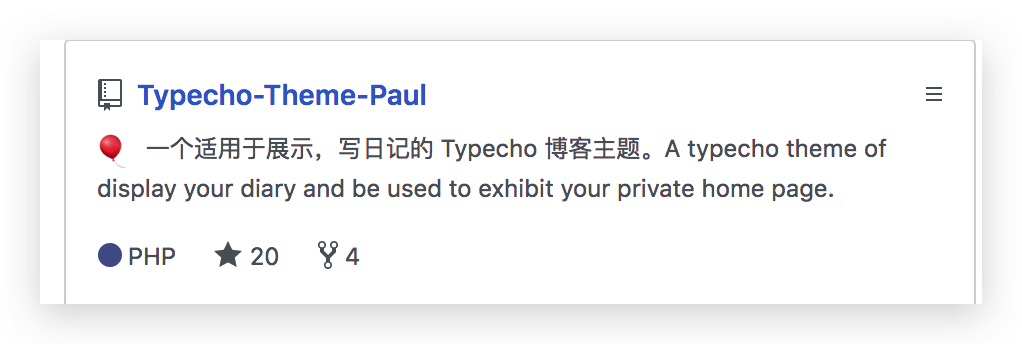 Typecho-Theme-Paul
🎈 一个适用于展示，写日记的 Typecho 博客主题。A typecho theme of
display your diary and be used to exhibit your private home page.
PHP 20 4